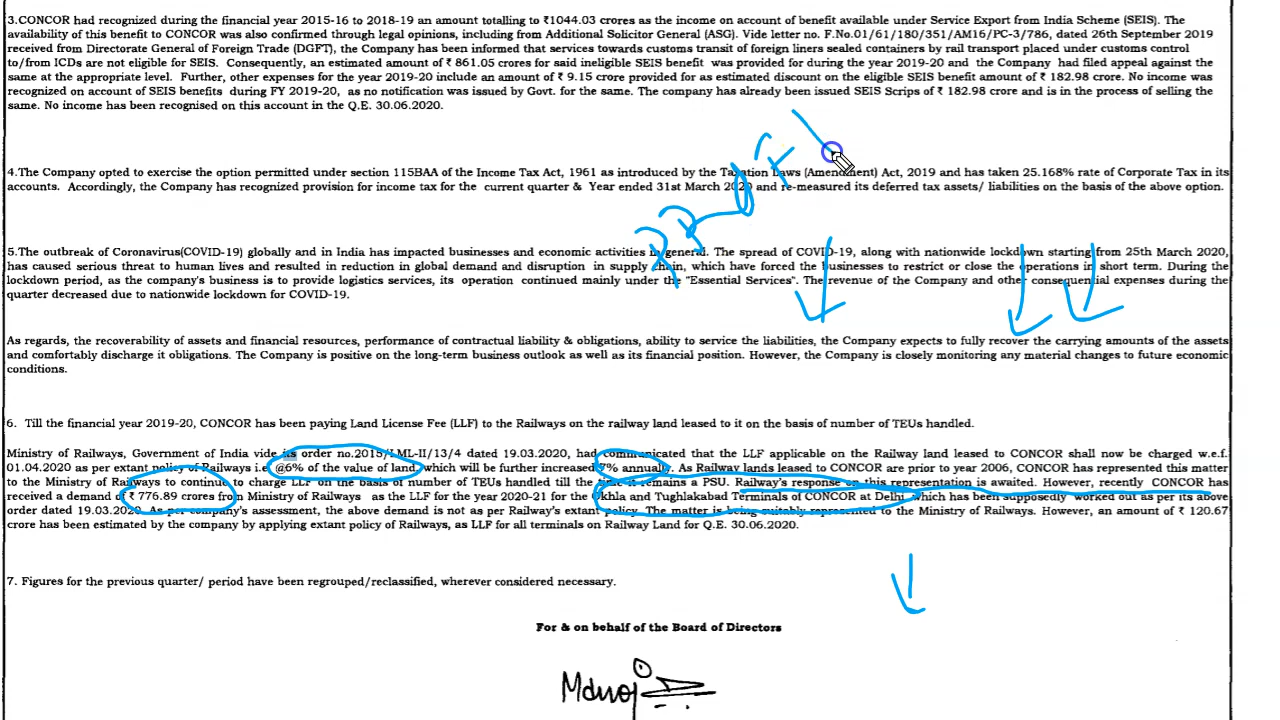 3.CONCOR had recognized during the financial year 2015-16 to 2018-19 an amount totalling to ₹1044.03 crores as the income on account of benefit available under Service Export from India Scheme (SEIS). The
availability of this benefit to CONCOR was also confirmed through legal opinions, including from Additional Solicitor General (ASG). Vide letter no. F.No.01/61/180/351/AM16/PC-3/786, dated 26th September 2019
received from Directorate General of Foreign Trade (DGFT), the Company has been informed that services towards customs transit of foreign liners sealed containers by rail transport placed under customs control
to/from ICDs are not eligible for SEIS. Consequently, an estimated amount of ₹ 861.05 crores for said ineligible SEIS benefit was provided for during the year 2019-20 and the Company had filed appeal against the
same at the appropriate level. Further, other expenses for the year 2019-20 include an amount of ₹ 9.15 crore provided for as estimated discount on the eligible SEIS benefit amount of ₹ 182.98 crore. No income was
recognized on account of SEIS benefits during FY 2019-20, as no notification was issued by Govt. for the same. The company has already been issued SEIS Scrips of ₹ 182.98 crore and is in the process of selling the
same. No income has been recognised on this account in the Q.E. 30.06.2020.
4.The Company opted to exercise the option permitted under section 115BAA of the Income Tax Act, 1961 as introduced by the Taxation Laws (Amendment) Act, 2019 and has taken 25.168% rate of Corporate Tax in its
accounts. Accordingly, the Company has recognized provision for income tax for the current quarter & Year ended 31st March 2020 and re-measured its deferred tax assets/ liabilities on the basis of the above option.
5.The outbreak of Coronavirus(COVID-19) globally and in India has impacted businesses and economic activities in general. The spread of COVID-19, along with nationwide lockdown starting from 25th March 2020,
has caused serious threat to human lives and resulted in reduction in global demand and disruption in supply chain, which have forced the businesses to restrict or close the operations in short term. During the
lockdown period, as the company's business is to provide logistics services, its operation continued mainly under the "Essential Services". The revenue of the Company and other consequential expenses during the
quarter decreased due to nationwide lockdown for COVID-19.
As regards, the recoverability of assets and financial resources, performance of contractual liability & obligations, ability to service the liabilities, the Company expects to fully recover the carrying amounts of the assets
and comfortably discharge it obligations. The Company is positive on the long-term business outlook as well as its financial position. However, the Company is closely monitoring any material changes to future economic
conditions.
6. Till the financial year 2019-20, CONCOR has been paying Land License Fee (LLF) to the Railways on the railway land leased to it on the basis of number of TEUs handled.
Ministry of Railways, Government of India vide its order no.2015/LML-II/13/4 dated 19.03.2020, had communicated that the LLF applicable on the Railway land leased to CONCOR shall now be charged w.e.f.
01.04.2020 as per extant policy of Railways i.e @6% of the value of land, which will be further increased 7% annually. As Railway lands leased to CONCOR are prior to year 2006, CONCOR has represented this matter
to the Ministry of Railways to continue to charge LLF on the basis of number of TEUs handled till the time it remains a PSU. Railway's response on this representation is awaited. However, recently CONCOR has
received a demand of ₹ 776.89 crores from Ministry of Railways as the LLF for the year 2020-21 for the Okhla and Tughlakabad Terminals of CONCOR at Delhi, which has been supposedly worked out as per its above
order dated 19.03.2020. As per company's assessment, the above demand is not as per Railway's extant policy. The matter is being suitably represented to the Ministry of Railways. However, an amount of ₹ 120.67
crore has been estimated by the company by applying extant policy of Railways, as LLF for all terminals on Railway Land for Q.E. 30.06.2020.
7. Figures for the previous quarter/ period have been regrouped/reclassified, wherever considered necessary.
For & on behalf of the Board of Directors